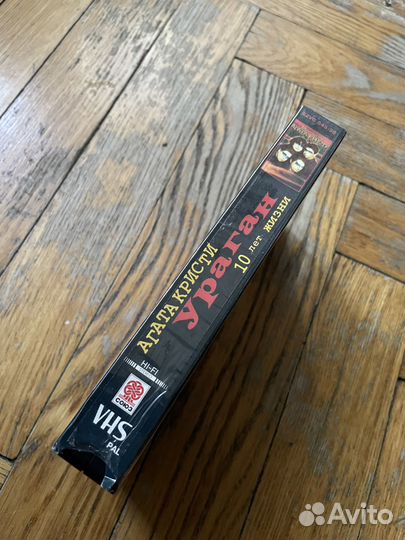 АГАТА КРИСТИ
ураган
10 лет жизни
HI-FI
СОЮЗ
VHS
PAL
Avito